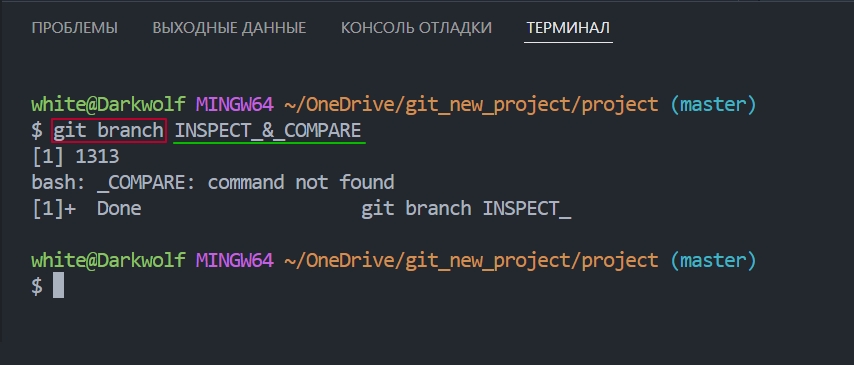 ПРОБЛЕМЫ ВЫХОДНЫЕ ДАННЫЕ КОНСОЛЬ ОТЛАДКИ ТЕРМИНАЛ
white@Darkwolf MINGW64 ~/OneDrive/git_new_project/project (master)
$ git branch INSPECT_&_COMPARE
[1] 1313
bash: _COMPARE: command not found
[1]+  Done                    git branch INSPECT_
white@Darkwolf MINGW64 ~/OneDrive/git_new_project/project (master)
$